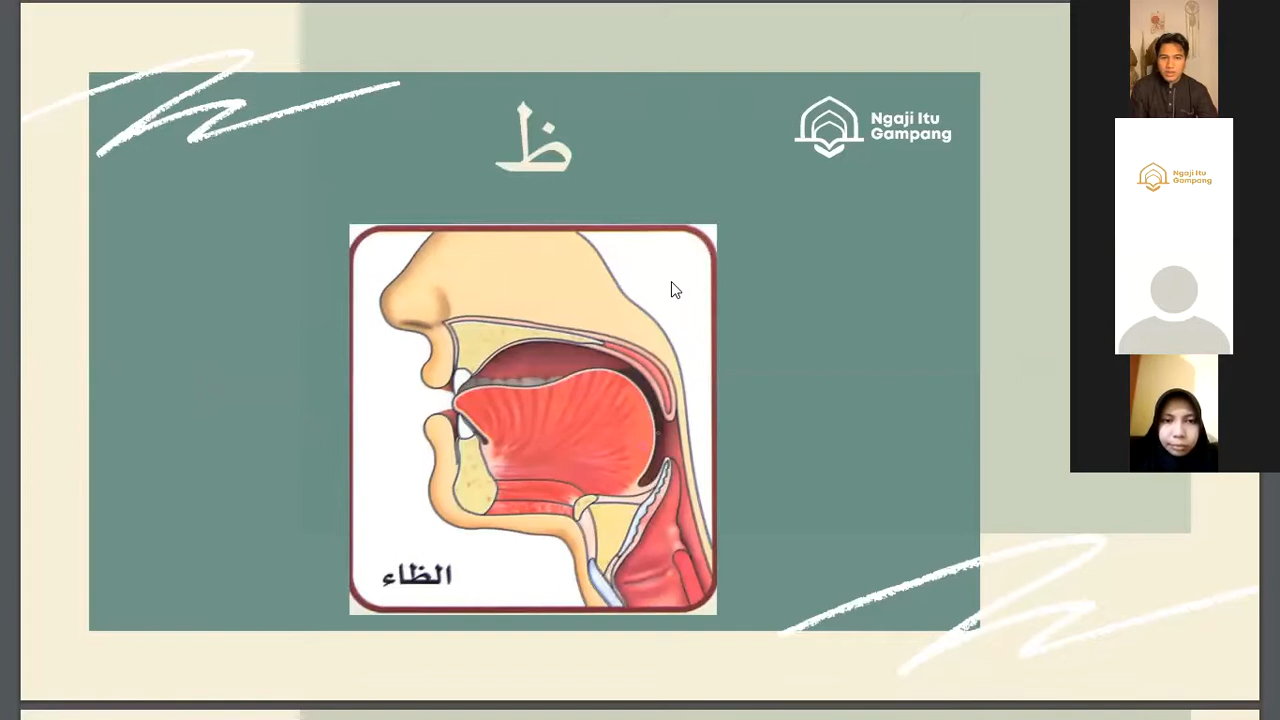 ظ
Ngaji Itu
Gampang
الظاء
Ngaji Itu
Gampang